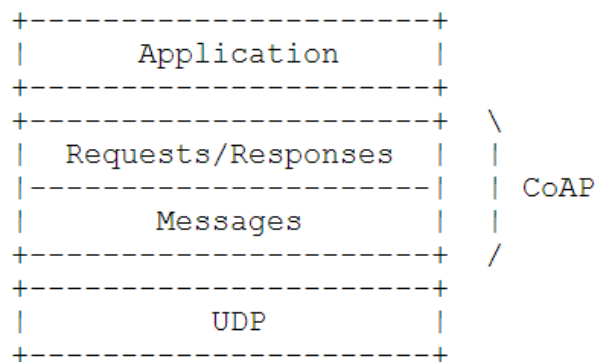 +----------------------+
|      Application     |
+----------------------+
+----------------------+  \
|  Requests/Responses  |  |
|----------------------|  | CoAP
|       Messages       |  |
+----------------------+  /
+----------------------+
|          UDP         |
+----------------------+